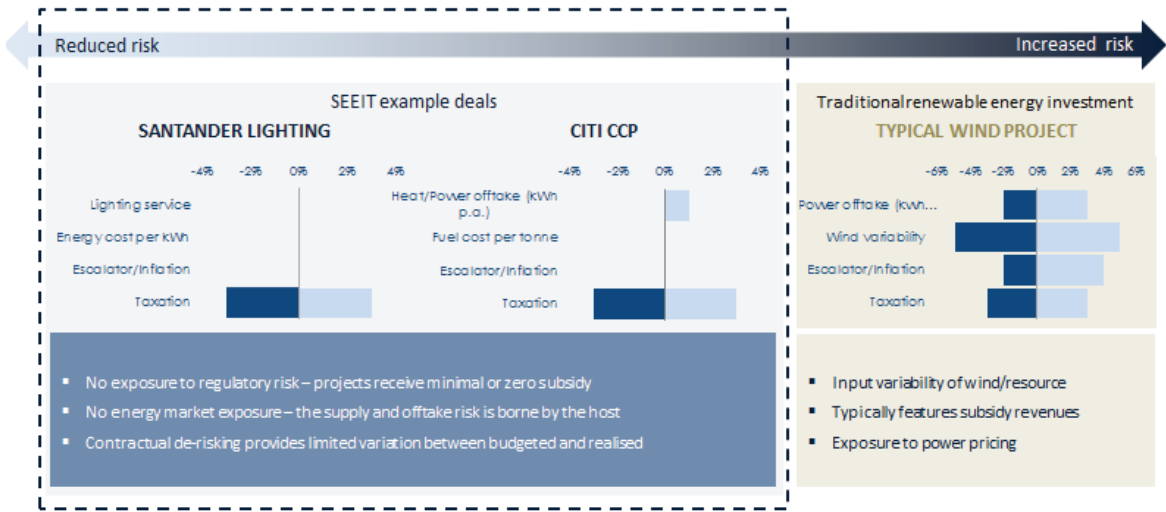 Reduced risk
Increased risk
SEEIT example deals
SANTANDER LIGHTING
CITI CCP
-4% -2% 0% 2% 4%
Lighting service
Energy cost per kWh
Escalator/Inflation
Taxation
-4% -2% 0% 2% 4%
Heat/Power offtake (kWh
p.a.)
Fuel cost per tonne
Escalator/Inflation
Taxation
Traditional renewable energy investment
TYPICAL WIND PROJECT
-6% -4% -2% 0% 2% 4% 6%
Power offtake (kWh...
Wind variability
Escalator/Inflation
Taxation
▪ No exposure to regulatory risk – projects receive minimal or zero subsidy
▪ No energy market exposure – the supply and offtake risk is borne by the host
▪ Contractual de-risking provides limited variation between budgeted and realised
▪ Input variability of wind/resource
▪ Typically features subsidy revenues
▪ Exposure to power pricing